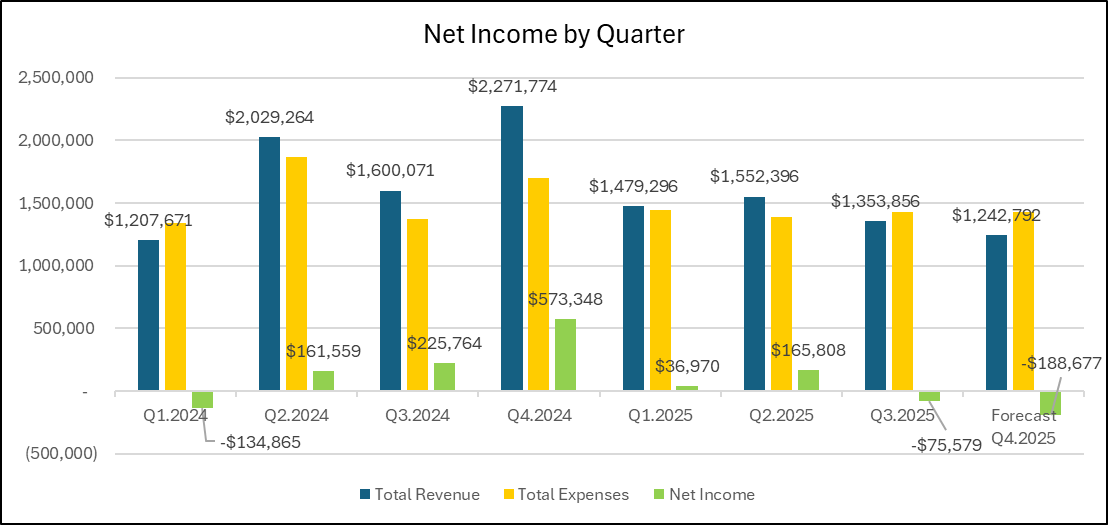 Net Income by Quarter
2,500,000
2,000,000
1,500,000
1,000,000
500,000
-
(500,000)
$1,207,671
$2,029,264
$1,600,071
$2,271,774
$1,479,296
$1,552,396
$1,353,856
$1,242,792
-$134,865
$161,559
$225,764
$573,348
$36,970
$165,808
-$75,579
-$188,677
Q1.2024
Q2.2024
Q3.2024
Q4.2024
Q1.2025
Q2.2025
Q3.2025
Forecast
Q4.2025
Total Revenue
Total Expenses
Net Income